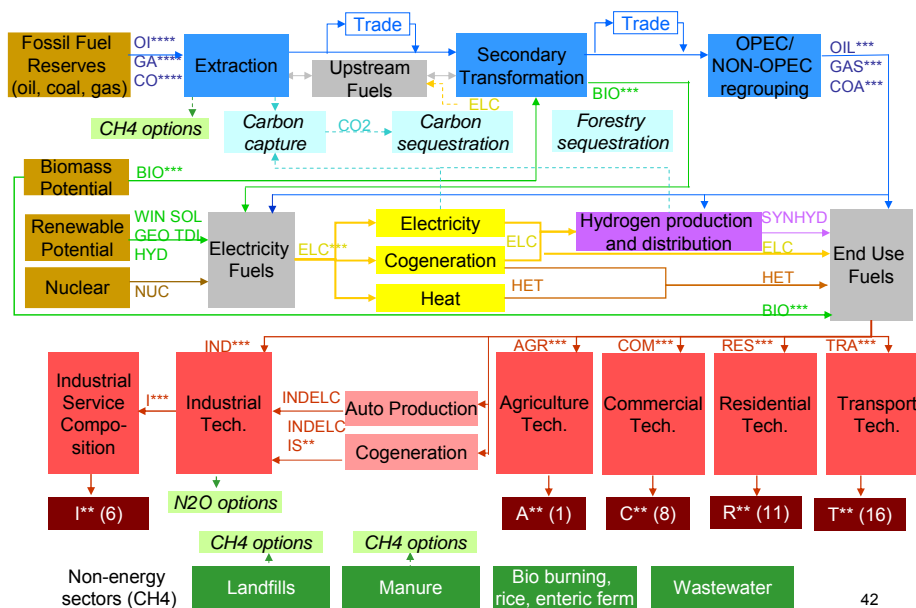 Trade
Trade
Fossil Fuel
Reserves
(oil, coal, gas)
OI****
GA****
CO****
Extraction
Upstream
Fuels
Secondary
Transformation
OPEC/
NON-OPEC
regrouping
OIL***
GAS***
COA***
BIO***
ELC
CH4 options
Carbon
capture
CO2
Carbon
sequestration
Forestry
sequestration
Biomass
Potential
BIO***
Renewable
Potential
WIN SOL
GEO TDL
HYD
Nuclear
NUC
Electricity
Fuels
ELC***
Electricity
Cogeneration
Heat
ELC
HET
Hydrogen production
and distribution
SYNHYD
ELC
HET
BIO***
End Use
Fuels
IND***
AGR***
COM***
RES***
TRA***
Industrial
Service
Compo-
sition
I***
Industrial
Tech.
INDELC
INDELC
IS**
Auto Production
Cogeneration
Agriculture
Tech.
Commercial
Tech.
Residential
Tech.
Transport
Tech.
I** (6)
N2O options
A** (1)
C** (8)
R** (11)
T** (16)
CH4 options
CH4 options
Non-energy
sectors (CH4)
Landfills
Manure
Bio burning,
rice, enteric ferm
Wastewater
42